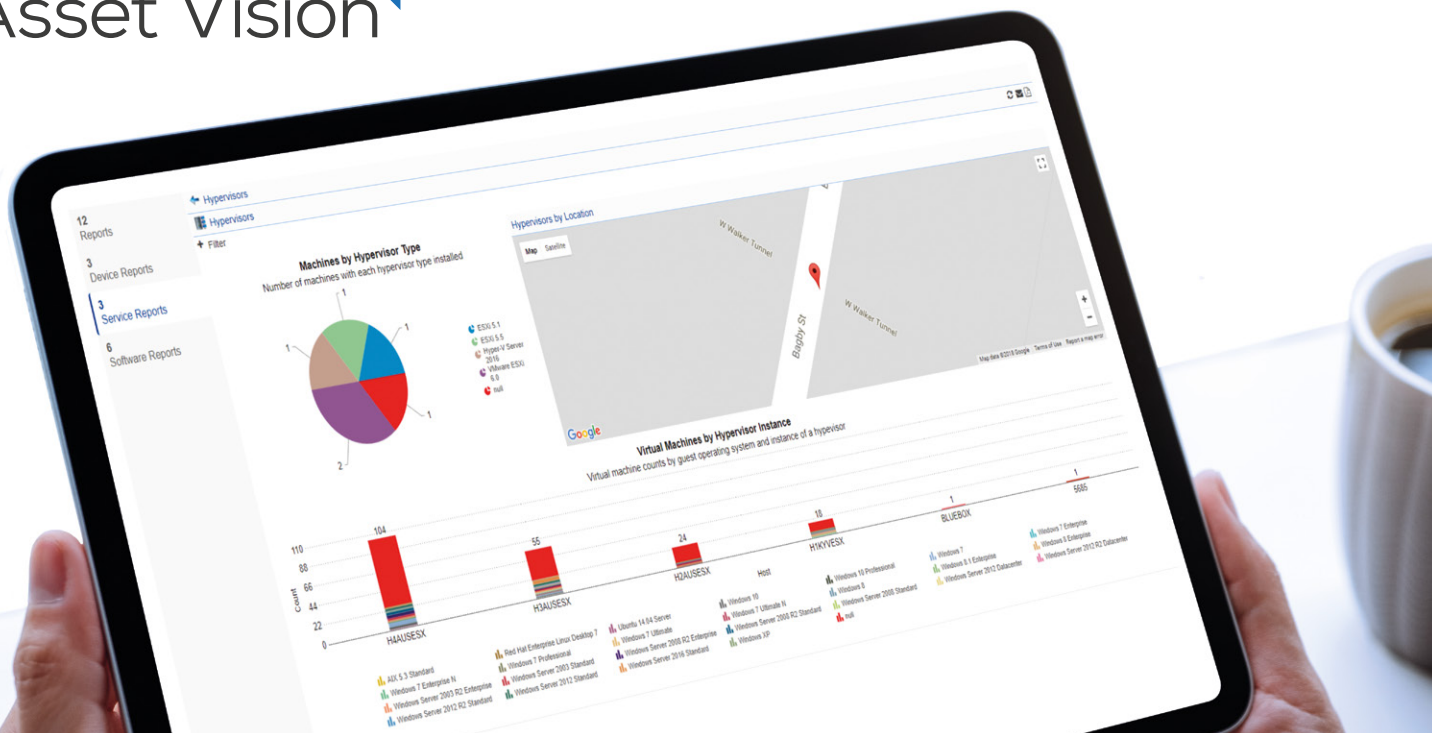 Asset Vision
12
Reports
3
Device Reports
3
Service Reports
6
Software Reports
Hypervisors
Hypervisors
+ Filter
Machines by Hypervisor Type
Number of machines with each hypervisor type installed
1
1
1
1
2
ESXi 5.1
ESXi 5.5
Hyper-V Server
2016
VMware ESXi
6.0
null
Hypervisors by Location
Map Satellite
W Walker Tunnel
W Walker Tunnel
Bagby St
+
−
Google
Map data ©2018 Google Terms of Use Report a map error
Virtual Machines by Hypervisor Instance
Virtual machine counts by guest operating system and instance of a hypevisor
Count
110
88
66
44
22
0
104
55
24
18
1
1
H4AUSESX
H3AUSESX
H2AUSESX
H1KYVESX
BLUEBOX
5685
Host
AIX 5.3 Standard
Windows 7 Enterprise N
Windows Server 2003 R2 Enterprise
Windows Server 2012 R2 Standard
Red Hat Enterprise Linux Desktop 7
Windows 7 Professional
Windows Server 2003 Standard
Windows Server 2012 Standard
Ubuntu 14.04 Server
Windows 7 Ultimate
Windows Server 2008 R2 Enterprise
Windows Server 2016 Standard
Windows 10
Windows 7 Ultimate N
Windows Server 2008 R2 Standard
Windows XP
Windows 10 Professional
Windows 8
Windows Server 2008 Standard
null
Windows 7
Windows 8.1 Enterprise
Windows Server 2012 Datacenter
Windows 7 Enterprise
Windows 8 Enterprise
Windows Server 2012 R2 Datacenter